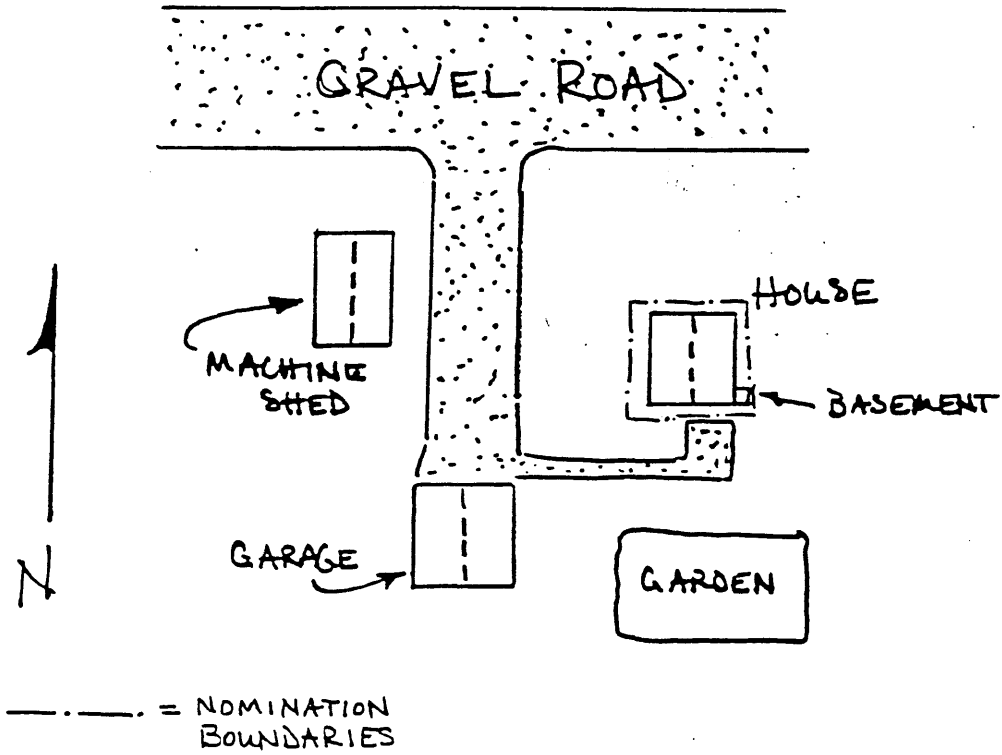 GRAVEL ROAD
HOUSE
MACHINE
SHED
BASEMENT
GARAGE
GARDEN
N
= NOMINATION
BOUNDARIES